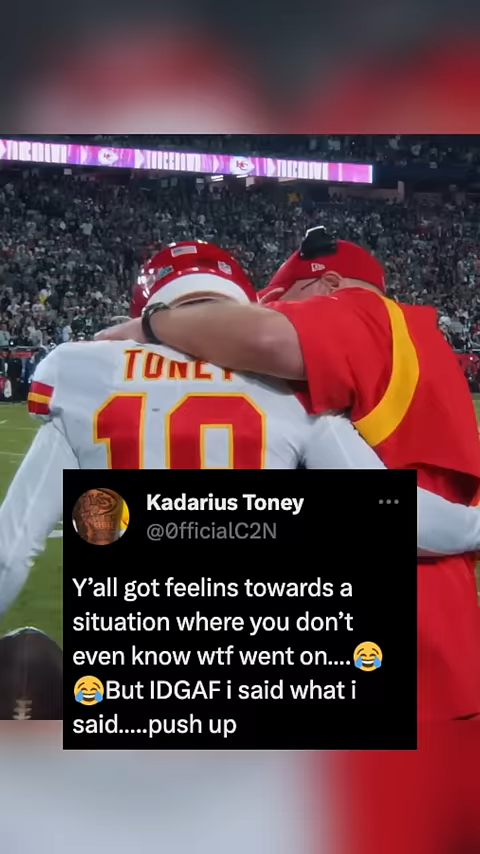 TONEY
19
Kadarius Toney
@0fficialC2N
Y’all got feelins towards a
situation where you don’t
even know wtf went on....😂
😂But IDGAF i said what i
said.....push up